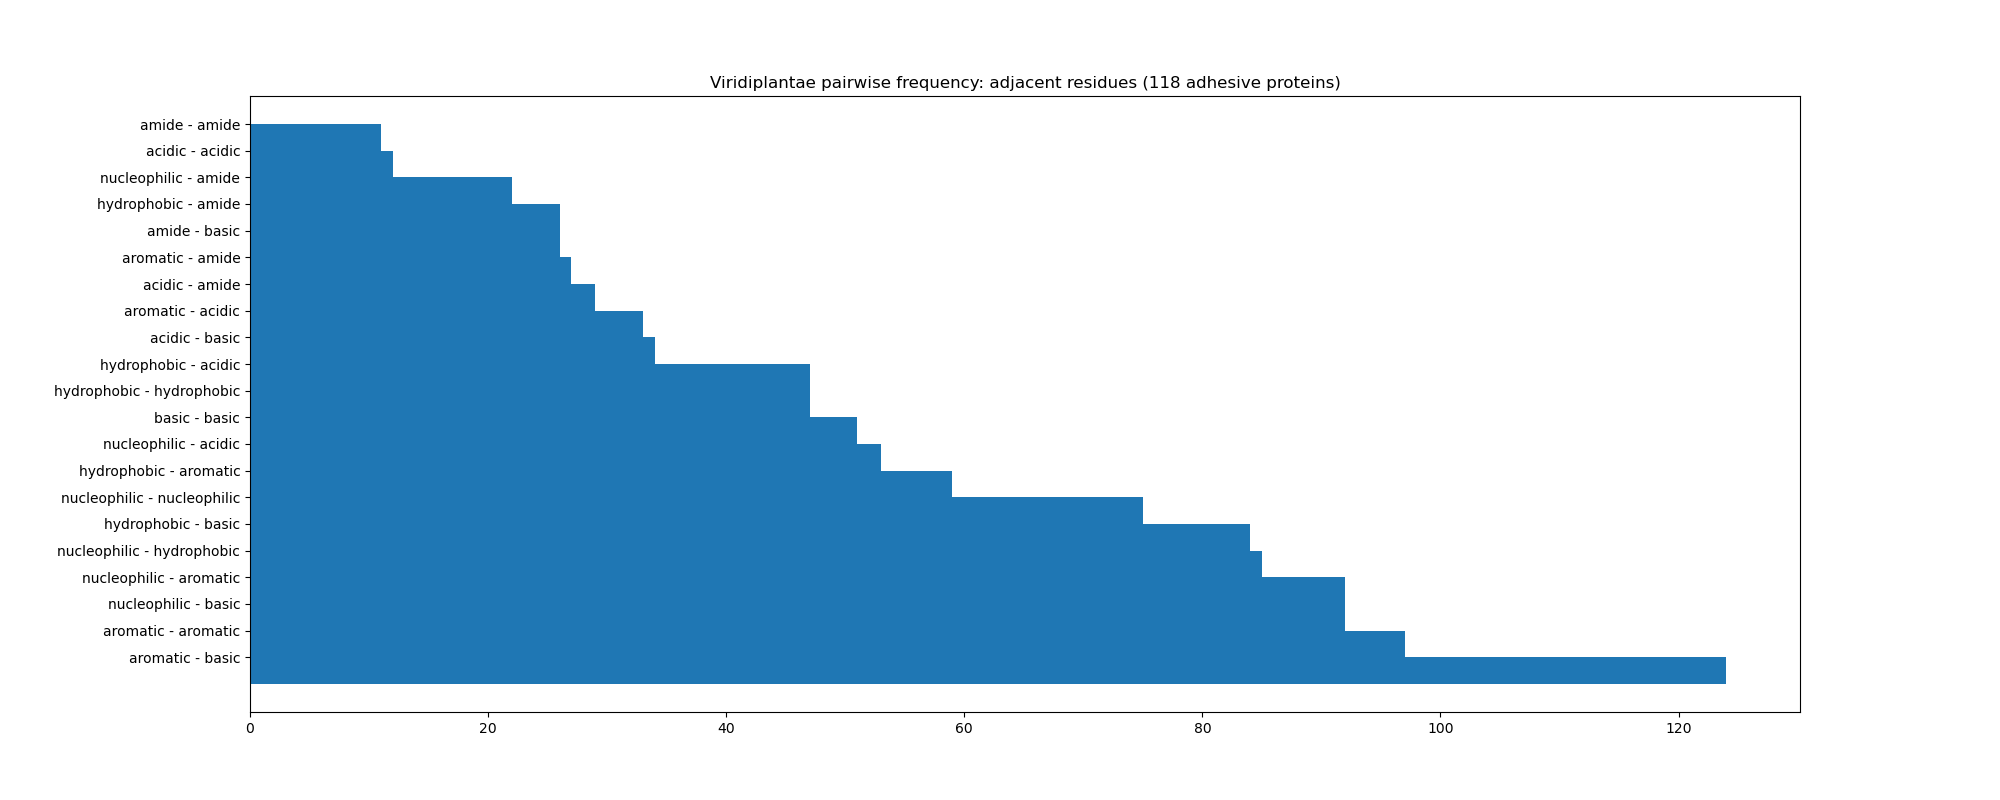 Viridiplantae pairwise frequency: adjacent residues (118 adhesive proteins)
amide - amide
acidic - acidic
nucleophilic - amide
hydrophobic - amide
amide - basic
aromatic - amide
acidic - amide
aromatic - acidic
acidic - basic
hydrophobic - acidic
hydrophobic - hydrophobic
basic - basic
nucleophilic - acidic
hydrophobic - aromatic
nucleophilic - nucleophilic
hydrophobic - basic
nucleophilic - hydrophobic
nucleophilic - aromatic
nucleophilic - basic
aromatic - aromatic
aromatic - basic
0 20 40 60 80 100 120